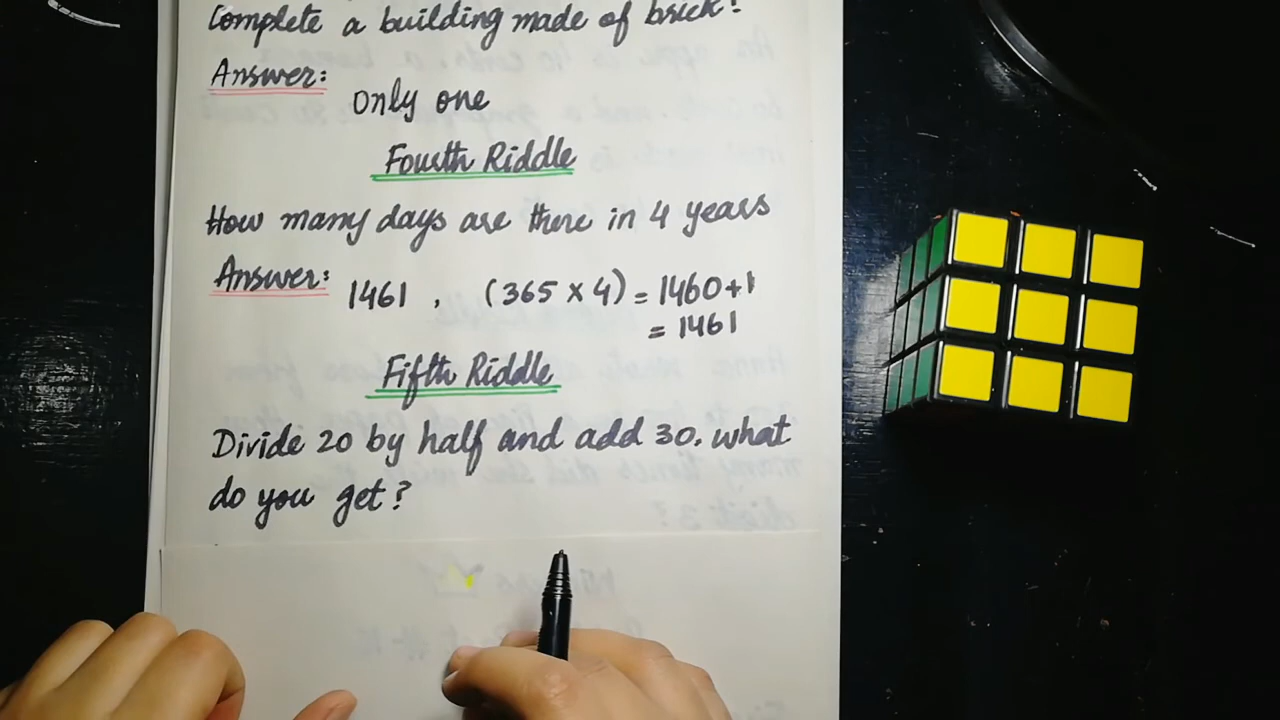 Complete a building made of brick?
Answer:
Only one
Fourth Riddle
How many days are there in 4 years
Answer: 1461 , (365 x 4) = 1460+1
= 1461
Fifth Riddle
Divide 20 by half and add 30. what
do you get?